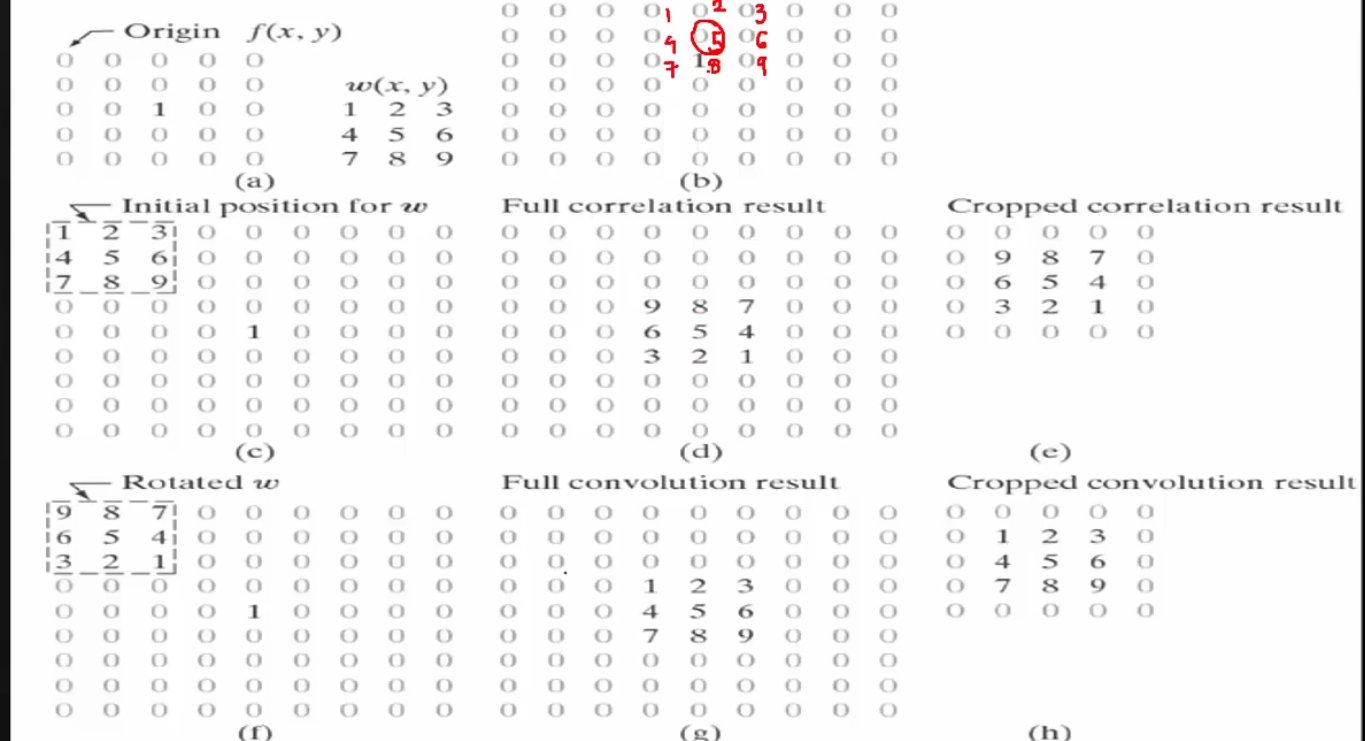 Origin f(x, y)
0 0 0 0 0
0 0 0 0 0
0 0 1 0 0
0 0 0 0 0
0 0 0 0 0
w(x, y)
1 2 3
4 5 6
7 8 9
(a)
0 0 0 0 1 0 2 0 3 0 0 0
0 0 0 0 4 0 5 0 6 0 0 0
0 0 0 0 7 1 8 0 9 0 0 0
0 0 0 0 0 0 0 0 0
0 0 0 0 0 0 0 0 0
0 0 0 0 0 0 0 0 0
0 0 0 0 0 0 0 0 0
(b)
Initial position for w
1 2 3 0 0 0 0 0 0
4 5 6 0 0 0 0 0 0
7 8 9 0 0 0 0 0 0
0 0 0 0 0 0 0 0 0
0 0 0 0 1 0 0 0 0
0 0 0 0 0 0 0 0 0
0 0 0 0 0 0 0 0 0
0 0 0 0 0 0 0 0 0
0 0 0 0 0 0 0 0 0
(c)
Full correlation result
0 0 0 0 0 0 0 0 0
0 0 0 0 0 0 0 0 0
0 0 0 0 0 0 0 0 0
0 0 0 9 8 7 0 0 0
0 0 0 6 5 4 0 0 0
0 0 0 3 2 1 0 0 0
0 0 0 0 0 0 0 0 0
0 0 0 0 0 0 0 0 0
0 0 0 0 0 0 0 0 0
(d)
Cropped correlation result
0 0 0 0 0
0 9 8 7 0
0 6 5 4 0
0 3 2 1 0
0 0 0 0 0
(e)
Rotated w
9 8 7 0 0 0 0 0 0
6 5 4 0 0 0 0 0 0
3 2 1 0 0 0 0 0 0
0 0 0 0 0 0 0 0 0
0 0 0 0 1 0 0 0 0
0 0 0 0 0 0 0 0 0
0 0 0 0 0 0 0 0 0
0 0 0 0 0 0 0 0 0
0 0 0 0 0 0 0 0 0
(f)
Full convolution result
0 0 0 0 0 0 0 0 0
0 0 0 0 0 0 0 0 0
0 0 0 0 0 0 0 0 0
0 0 0 1 2 3 0 0 0
0 0 0 4 5 6 0 0 0
0 0 0 7 8 9 0 0 0
0 0 0 0 0 0 0 0 0
0 0 0 0 0 0 0 0 0
0 0 0 0 0 0 0 0 0
(g)
Cropped convolution result
0 0 0 0 0
0 1 2 3 0
0 4 5 6 0
0 7 8 9 0
0 0 0 0 0
(h)